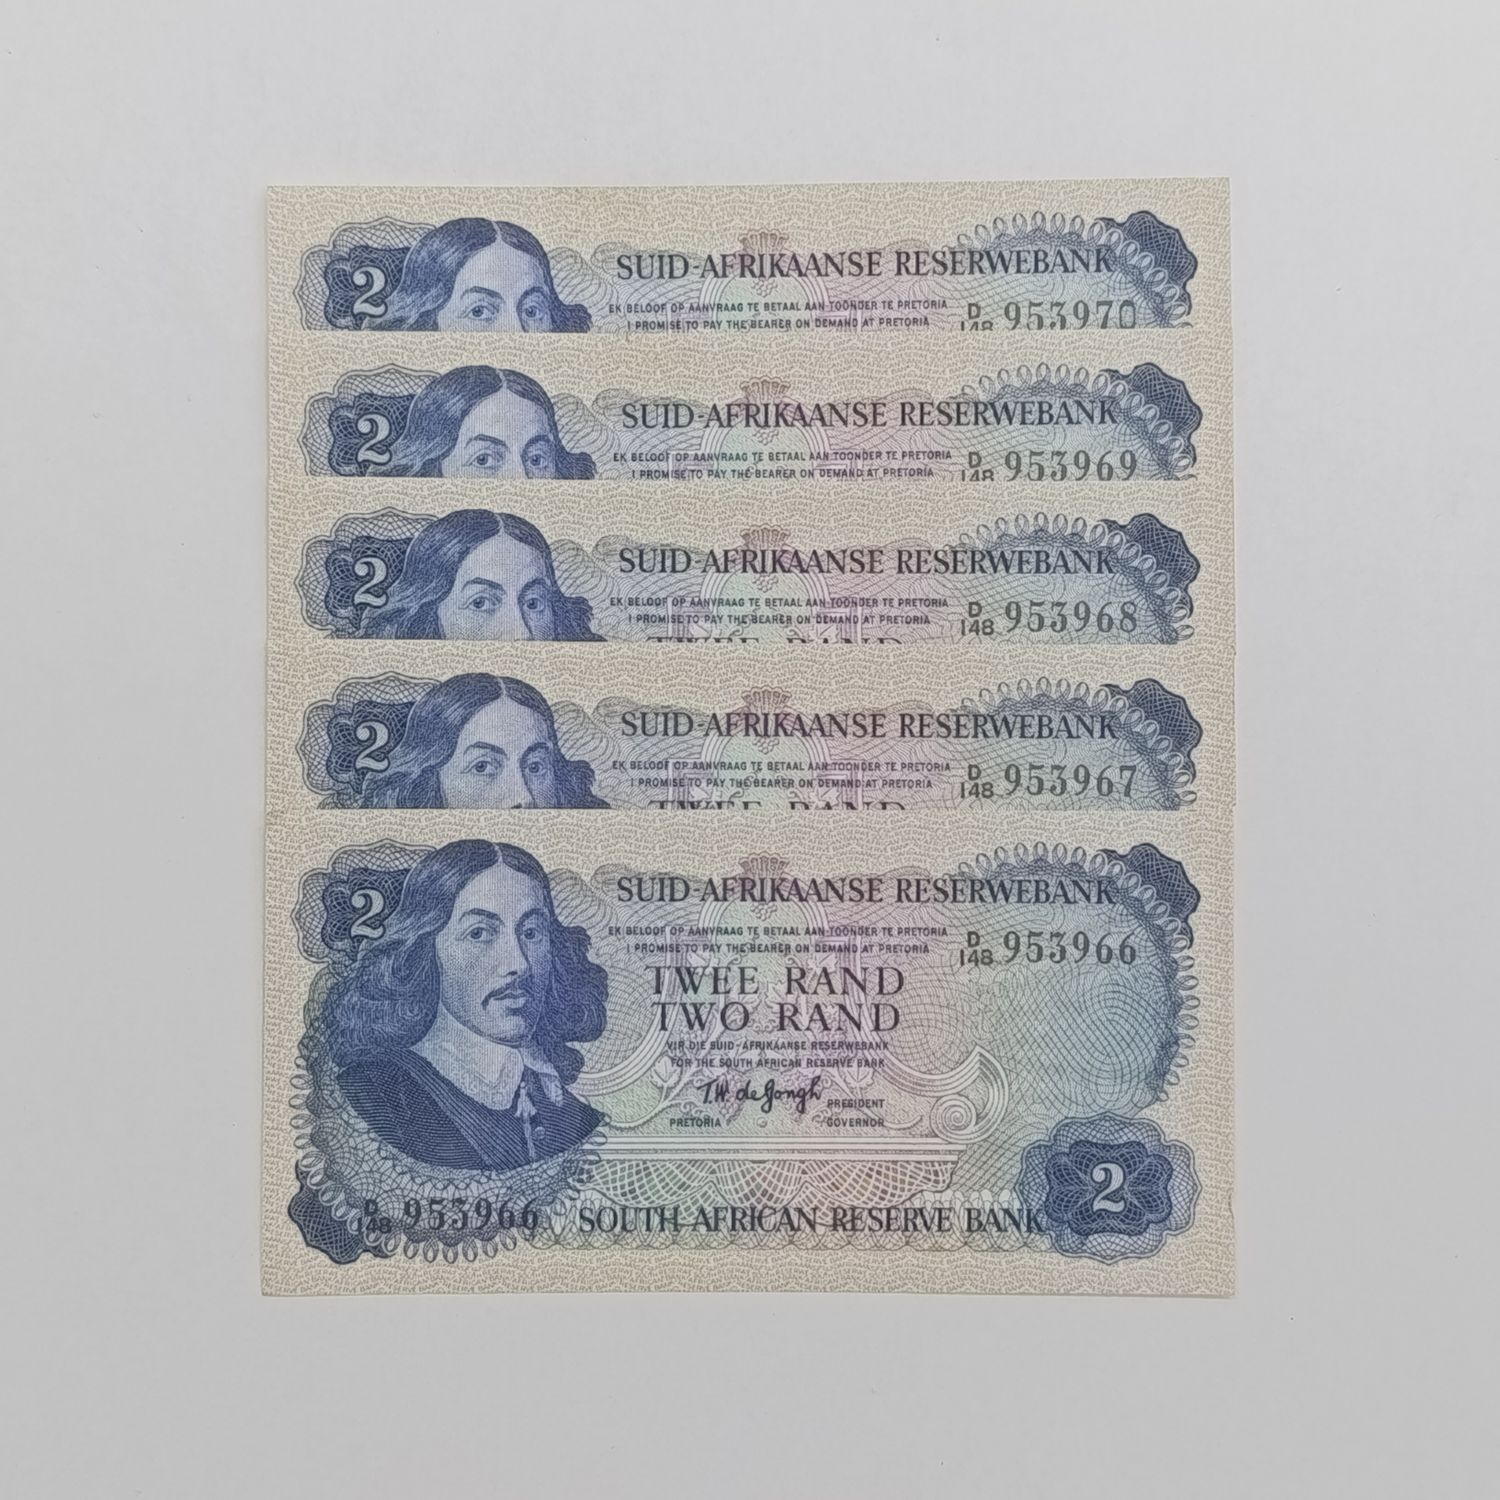 2
SUID-AFRIKAANSE RESERWEBANK
EK BELOOF OP AANVRAAG TE BETAAL AAN TOONDER TE PRETORIA
I PROMISE TO PAY THE BEARER ON DEMAND AT PRETORIA
D/148 953970
2
SUID-AFRIKAANSE RESERWEBANK
EK BELOOF OP AANVRAAG TE BETAAL AAN TOONDER TE PRETORIA
I PROMISE TO PAY THE BEARER ON DEMAND AT PRETORIA
D/148 953969
2
SUID-AFRIKAANSE RESERWEBANK
EK BELOOF OP AANVRAAG TE BETAAL AAN TOONDER TE PRETORIA
I PROMISE TO PAY THE BEARER ON DEMAND AT PRETORIA
D/148 953968
TWEE RAND
2
SUID-AFRIKAANSE RESERWEBANK
EK BELOOF OP AANVRAAG TE BETAAL AAN TOONDER TE PRETORIA
I PROMISE TO PAY THE BEARER ON DEMAND AT PRETORIA
D/148 953967
TWEE RAND
2
SUID-AFRIKAANSE RESERWEBANK
EK BELOOF OP AANVRAAG TE BETAAL AAN TOONDER TE PRETORIA
I PROMISE TO PAY THE BEARER ON DEMAND AT PRETORIA
D/148 953966
TWEE RAND
TWO RAND
VIR DIE SUID-AFRIKAANSE RESERWEBANK
FOR THE SOUTH AFRICAN RESERVE BANK
T.W. de Jongh
PRESIDENT
PRETORIA GOVERNOR
2
D/148 953966
SOUTH AFRICAN RESERVE BANK